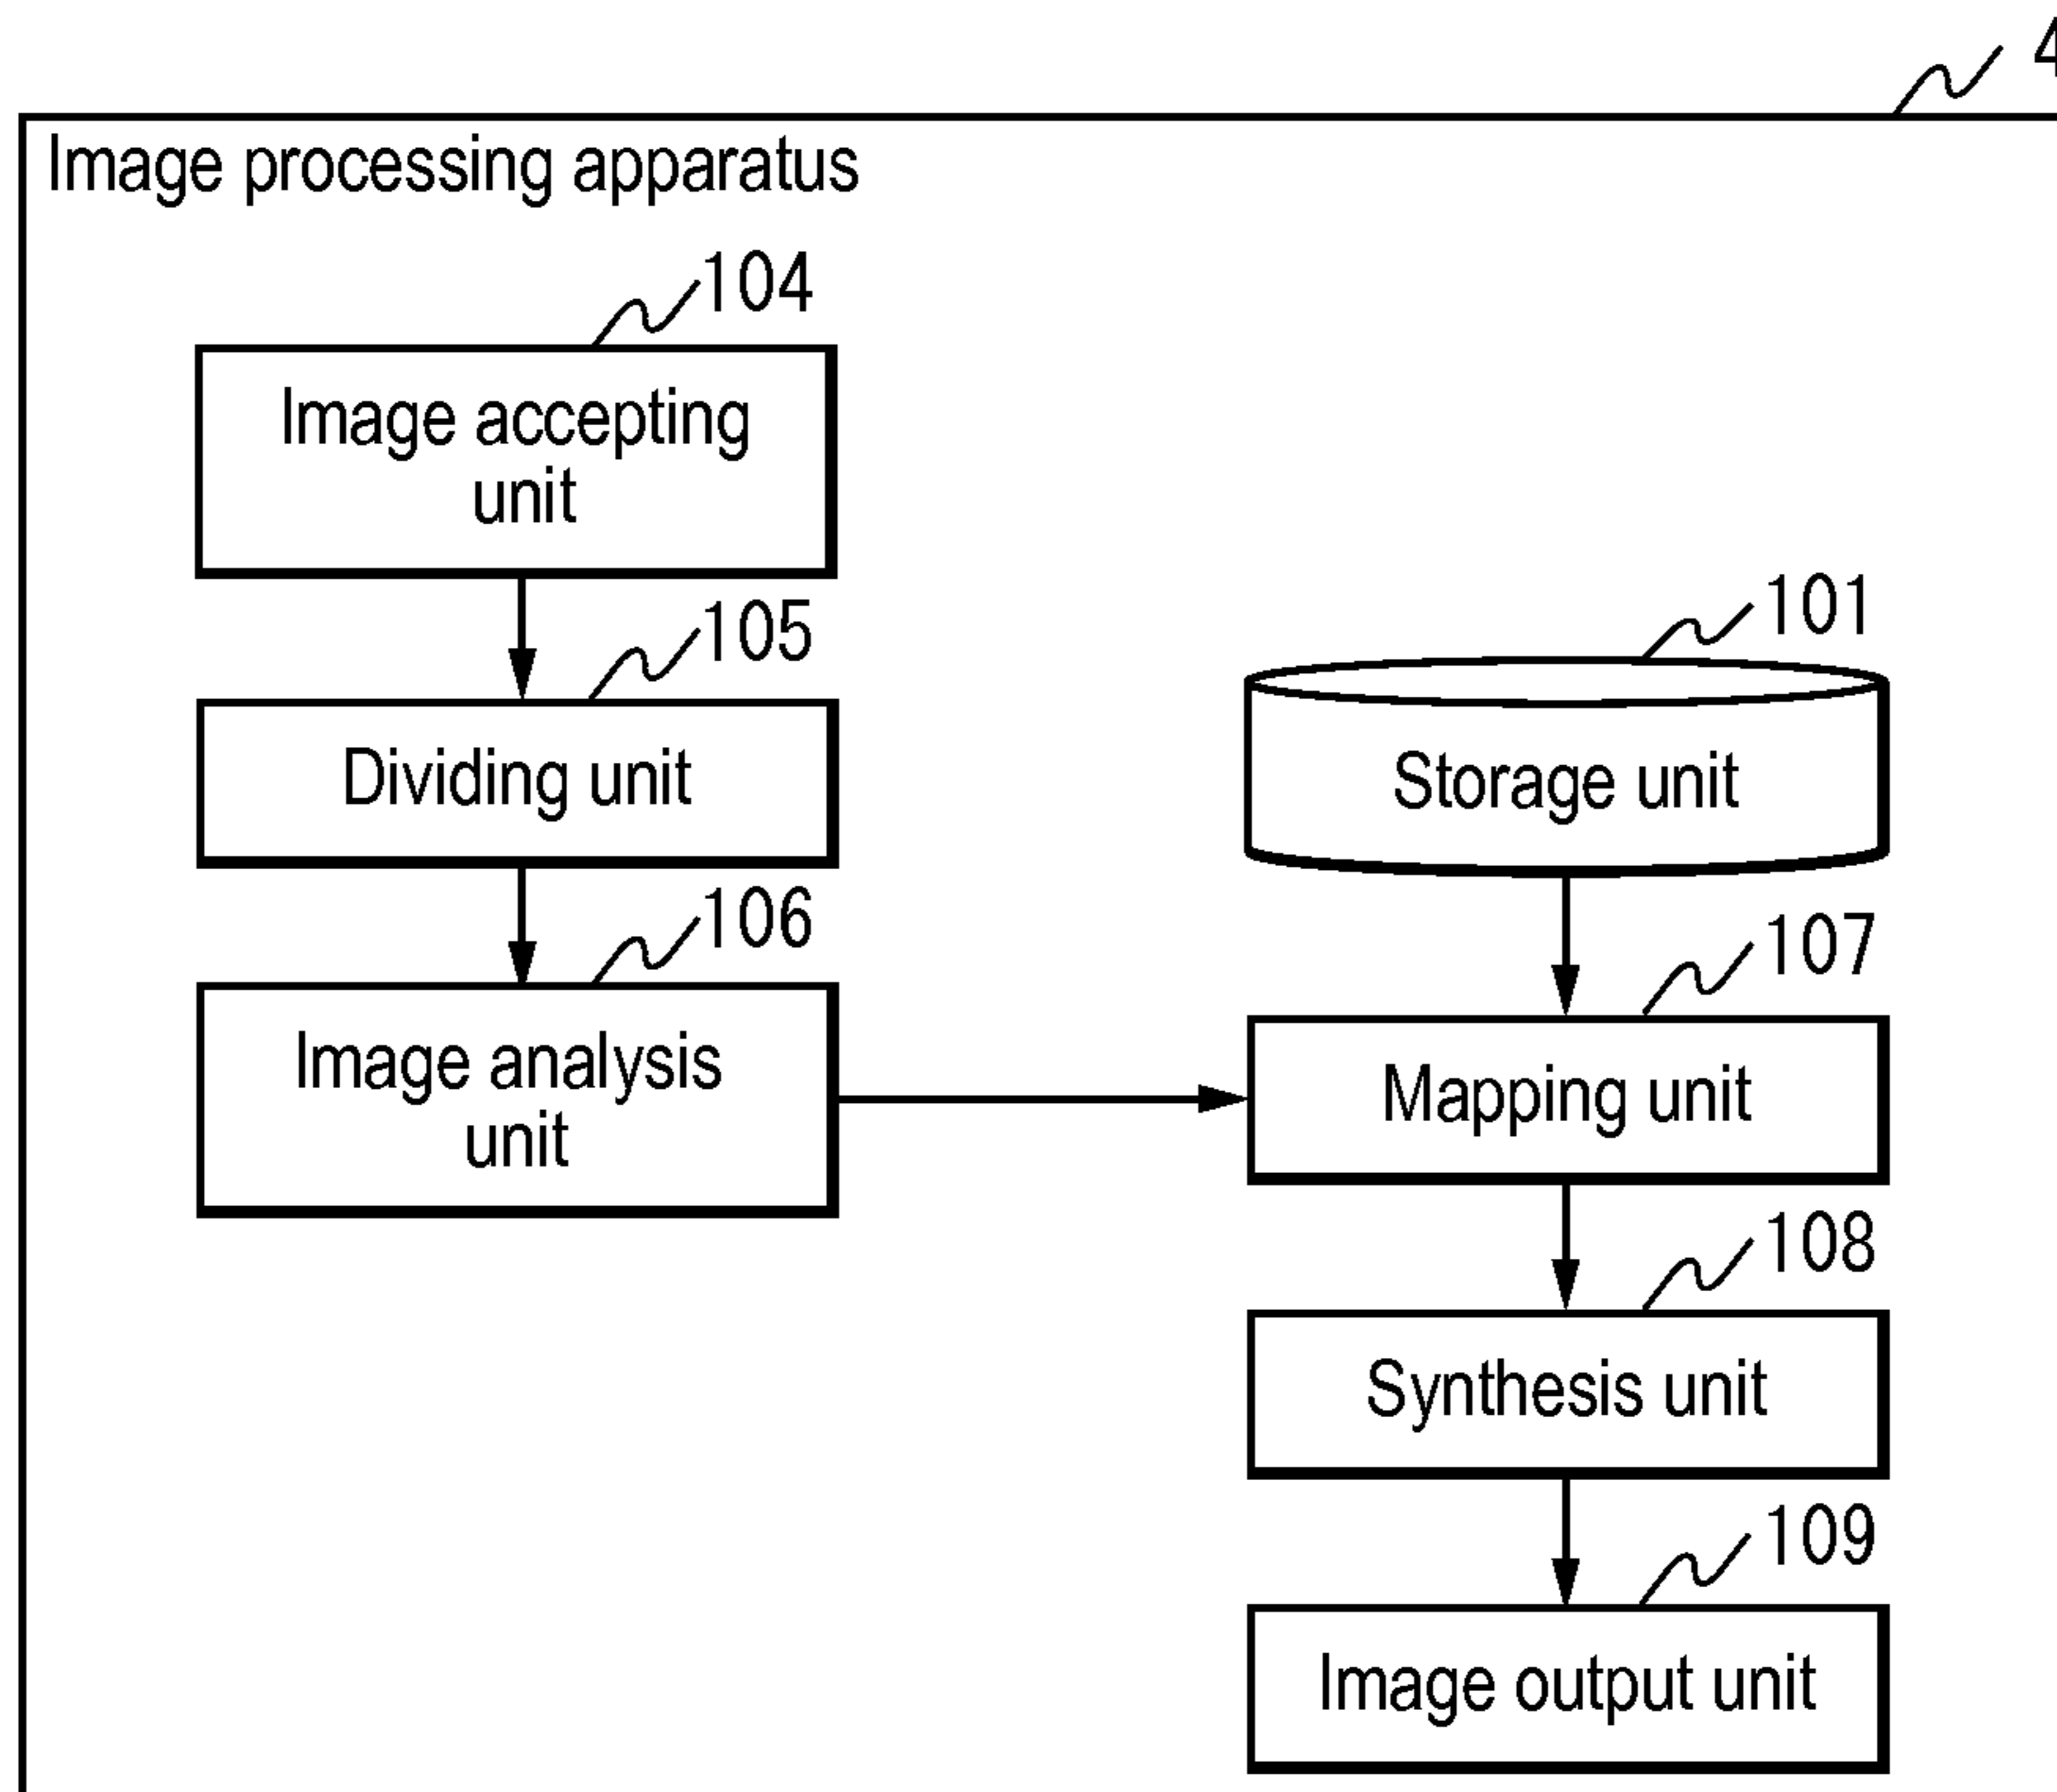 4
Image processing apparatus
104
Image accepting
unit
105
Dividing unit
106
Image analysis
unit
101
Storage unit
107
Mapping unit
108
Synthesis unit
109
Image output unit